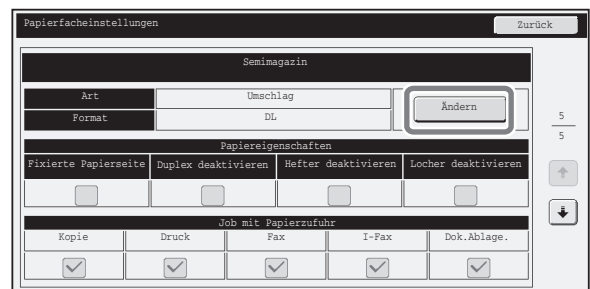 Papierfacheinstellungen Zurück
Semimagazin
Art Umschlag
Ändern
Format DL
5
5
Papiereigenschaften
Fixierte Papierseite Duplex deaktivieren Hefter deaktivieren Locher deaktivieren
Job mit Papierzufuhr
Kopie Druck Fax I-Fax Dok.Ablage.